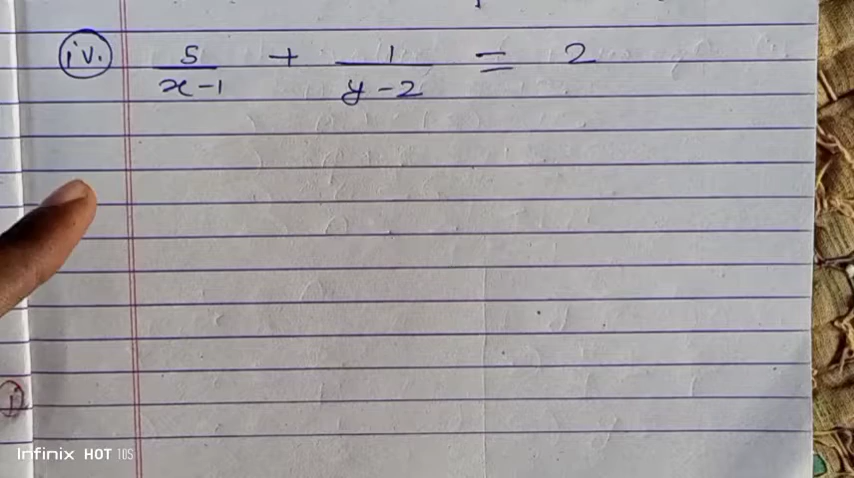 iv. 5/(x-1) + 1/(y-2) = 2
i
Infinix HOT 10S